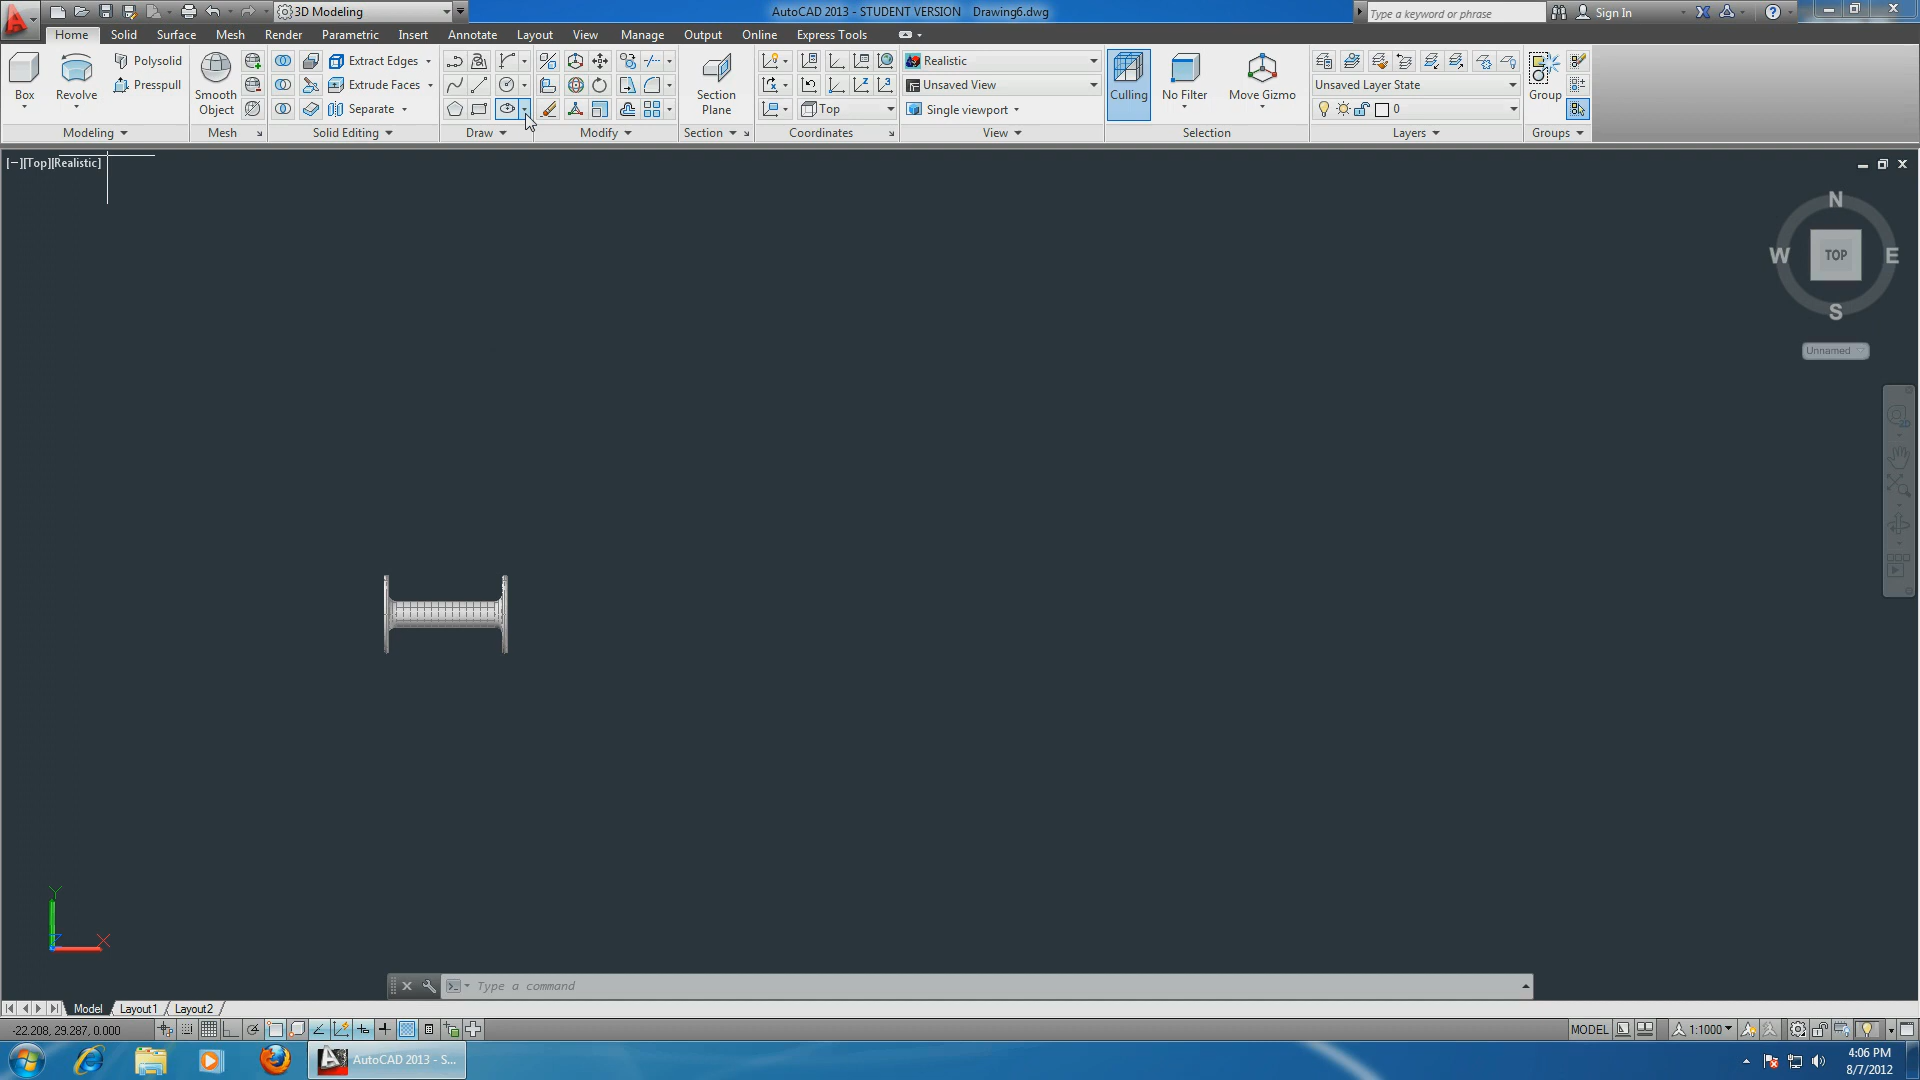 3D Modeling
AutoCAD 2013 - STUDENT VERSION Drawing6.dwg
Type a keyword or phrase
Sign In
Home Solid Surface Mesh Render Parametric Insert Annotate Layout View Manage Output Online Express Tools
Box
Revolve
Polysolid
Presspull
Smooth
Object
Extract Edges
Extrude Faces
Separate
Section
Plane
Top
Realistic
Unsaved View
Single viewport
Culling
No Filter
Move Gizmo
Unsaved Layer State
0
Group
Modeling Mesh Solid Editing Draw Modify Section Coordinates View Selection Layers Groups
[−][Top][Realistic]
N
W TOP E
S
Unnamed
Y
Z X
Type a command
Model Layout1 Layout2
-22.208, 29.287, 0.000
MODEL
1:1000
AutoCAD 2013 - S...
4:06 PM
8/7/2012